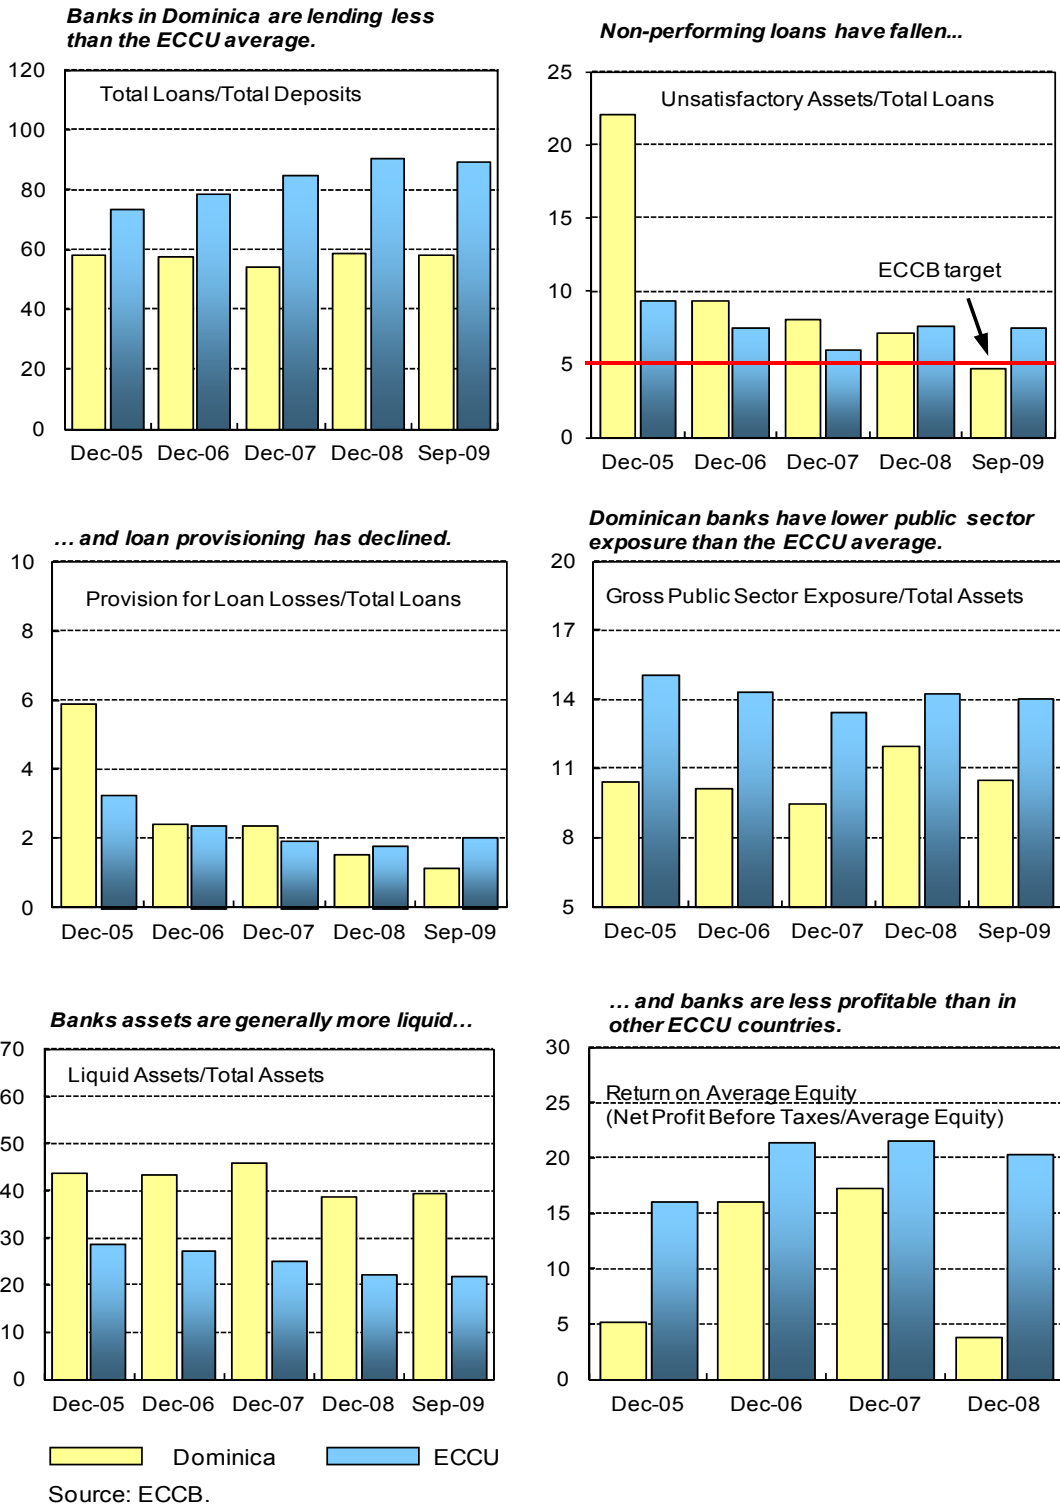 Banks in Dominica are lending less
than the ECCU average.
120
100
80
60
40
20
0
Total Loans/Total Deposits
Dec-05 Dec-06 Dec-07 Dec-08 Sep-09
Non-performing loans have fallen...
25
20
15
10
5
0
Unsatisfactory Assets/Total Loans
ECCB target
Dec-05 Dec-06 Dec-07 Dec-08 Sep-09
... and loan provisioning has declined.
10
8
6
4
2
0
Provision for Loan Losses/Total Loans
Dec-05 Dec-06 Dec-07 Dec-08 Sep-09
Dominican banks have lower public sector
exposure than the ECCU average.
20
17
14
11
8
5
Gross Public Sector Exposure/Total Assets
Dec-05 Dec-06 Dec-07 Dec-08 Sep-09
Banks assets are generally more liquid...
70
60
50
40
30
20
10
0
Liquid Assets/Total Assets
Dec-05 Dec-06 Dec-07 Dec-08 Sep-09
... and banks are less profitable than in
other ECCU countries.
30
25
20
15
10
5
0
Return on Average Equity
(Net Profit Before Taxes/Average Equity)
Dec-05 Dec-06 Dec-07 Dec-08
Dominica ECCU
Source: ECCB.